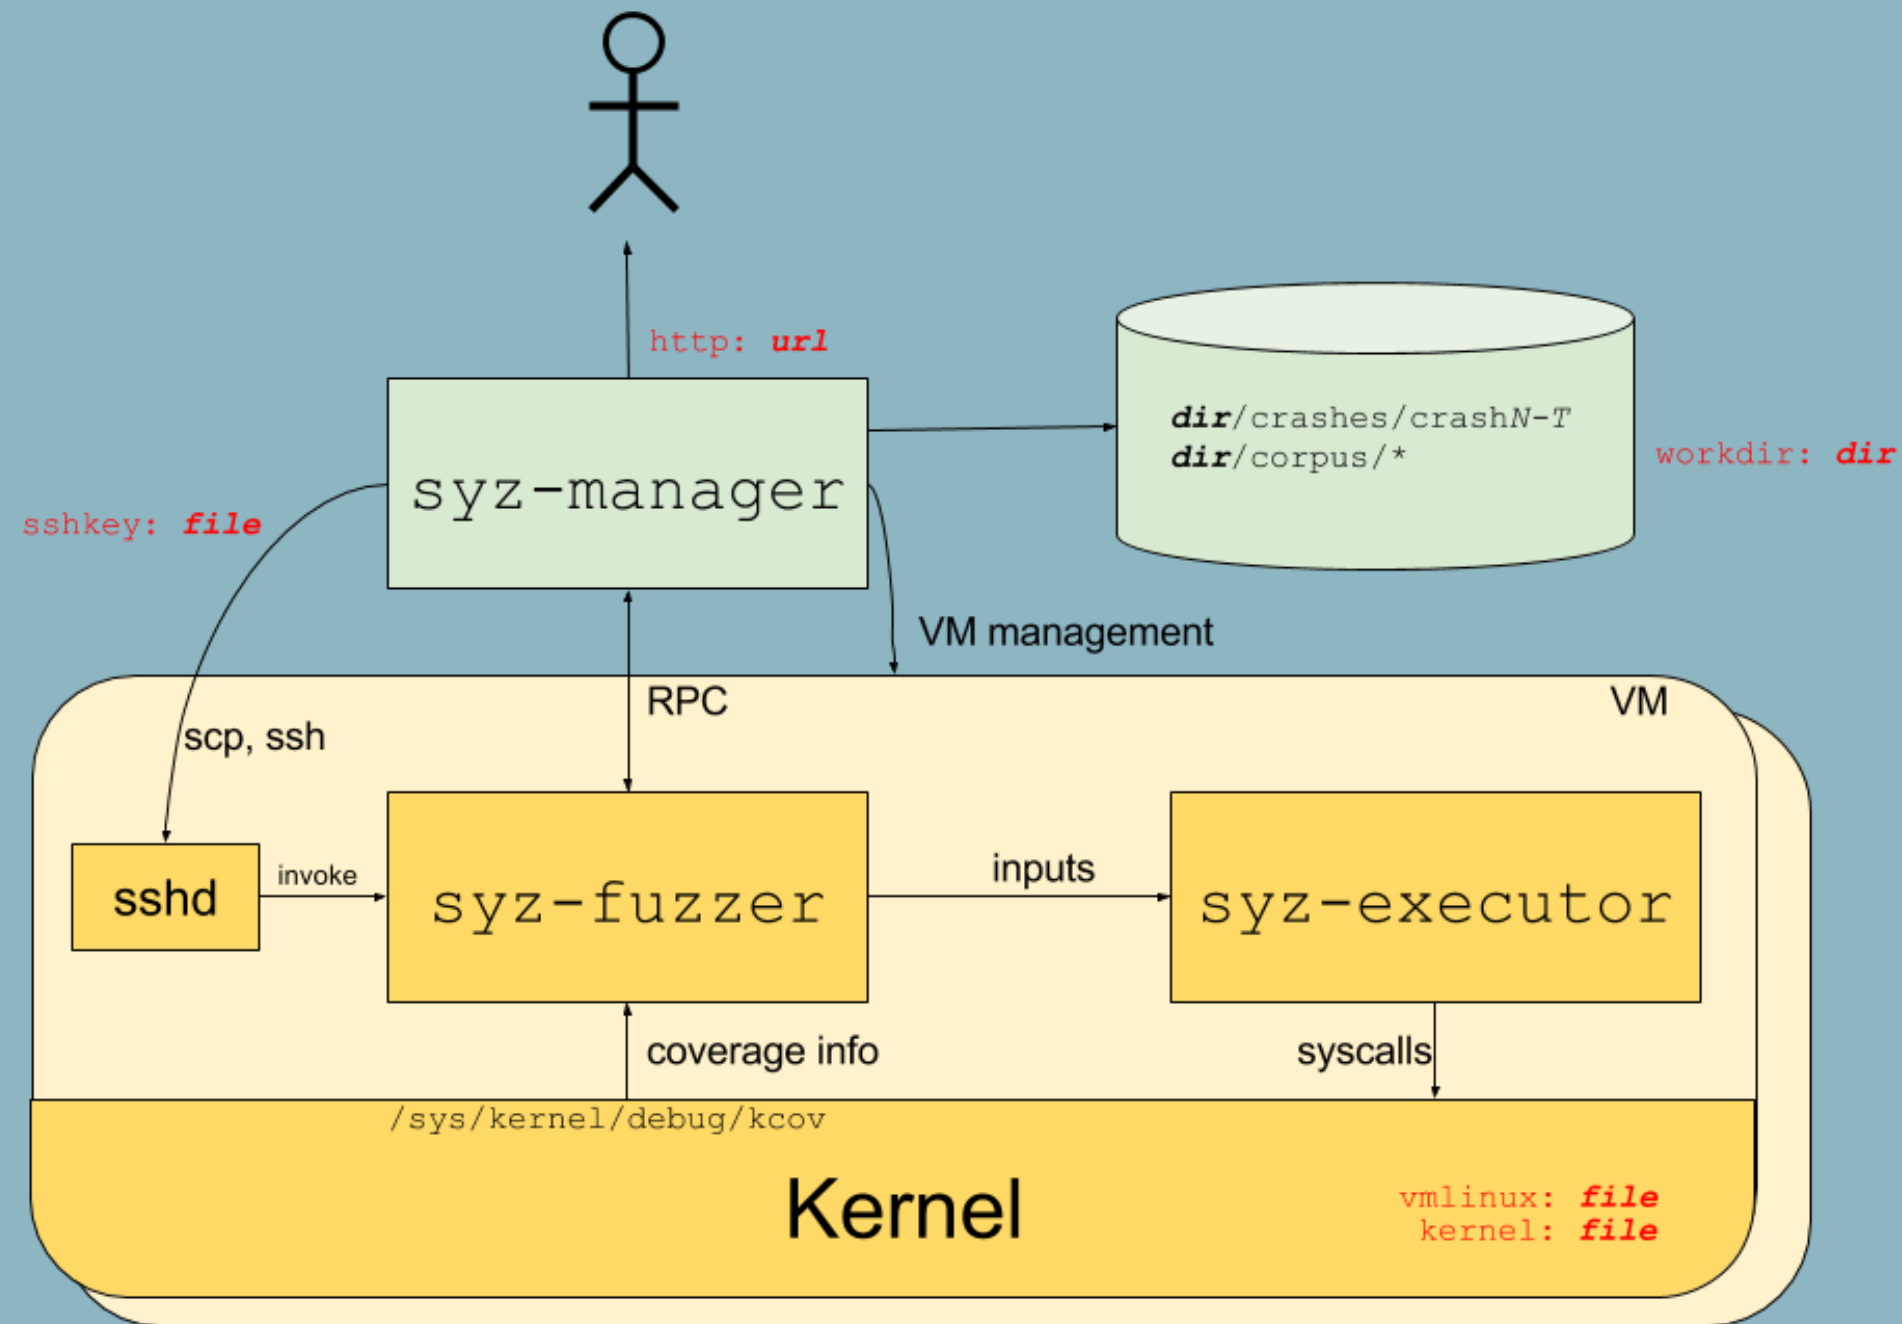 http: url
dir/crashes/crashN-T
dir/corpus/*
workdir: dir
syz-manager
sshkey: file
VM management
RPC
VM
scp, ssh
sshd
invoke
syz-fuzzer
inputs
syz-executor
coverage info
syscalls
/sys/kernel/debug/kcov
Kernel
vmlinux: file
kernel: file